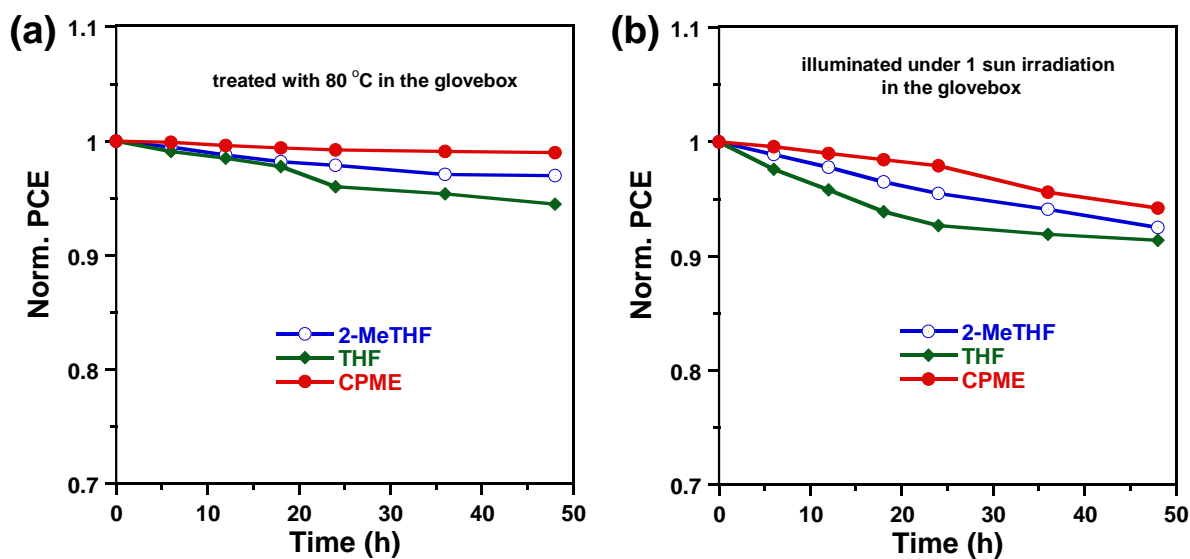 (a)
1.1
1
0.9
0.8
0.7
Norm. PCE
treated with 80 °C in the glovebox
2-MeTHF
THF
CPME
0
10
20
30
40
50
Time (h)
(b)
1.1
1
0.9
0.8
0.7
Norm. PCE
illuminated under 1 sun irradiation
in the glovebox
2-MeTHF
THF
CPME
0
10
20
30
40
50
Time (h)